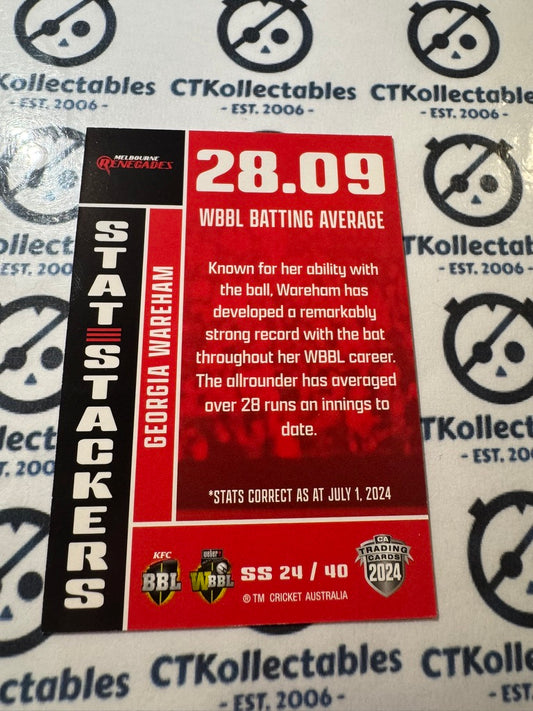 CTKollectables
- EST. 2006 -
CTKollectables
- EST. 2006 -
CTKollectables
- EST. 2006 -
MELBOURNE
RENEGADES
28.09
WBBL BATTING AVERAGE
STAT STACKERS
GEORGIA WAREHAM
Known for her ability with
the ball, Wareham has
developed a remarkably
strong record with the bat
throughout her WBBL career.
The allrounder has averaged
over 28 runs an innings to
date.
*STATS CORRECT AS AT JULY 1, 2024
KFC
BBL
weber
WBBL
SS 24 / 40
® TM CRICKET AUSTRALIA
CA
TRADING
CARDS
2024
TKollectables
- EST. 2006 -
CTKollectables
- EST. 2006 -